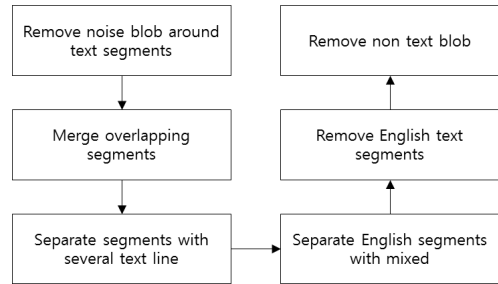 Remove noise blob around
text segments
Merge overlapping
segments
Separate segments with
several text line
Separate English segments
with mixed
Remove English text
segments
Remove non text blob